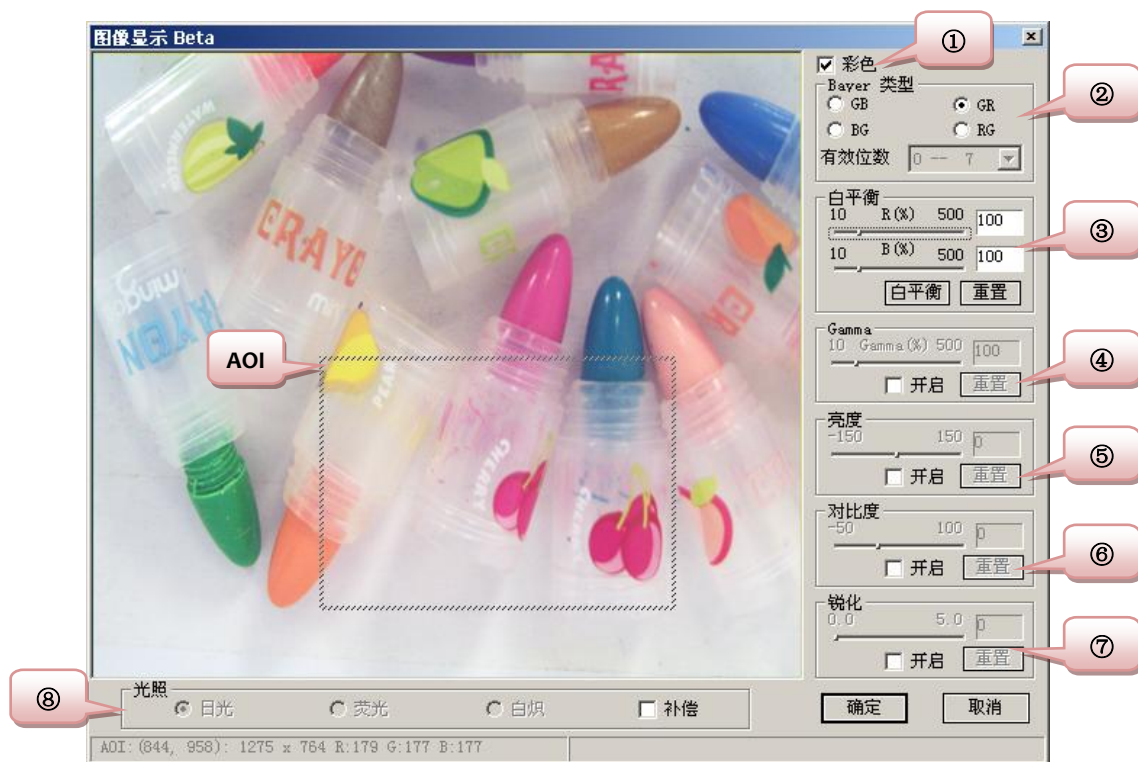 图像显示 Beta
①
彩色
②
Bayer 类型
GB GR
BG RG
有效位数 0 -- 7
③
白平衡
10 R(%) 500 100
10 B(%) 500 100
白平衡 重置
④
Gamma
10 Gamma(%) 500 100
开启 重置
⑤
亮度
-150 150 0
开启 重置
⑥
对比度
-50 100 0
开启 重置
⑦
锐化
0.0 5.0 0
开启 重置
AOI
ERAYO
PEAR
CHERRY
CHERRY
⑧
光照
日光 荧光 白炽 补偿
确定 取消
AOI:(844, 958): 1275 x 764 R:179 G:177 B:177